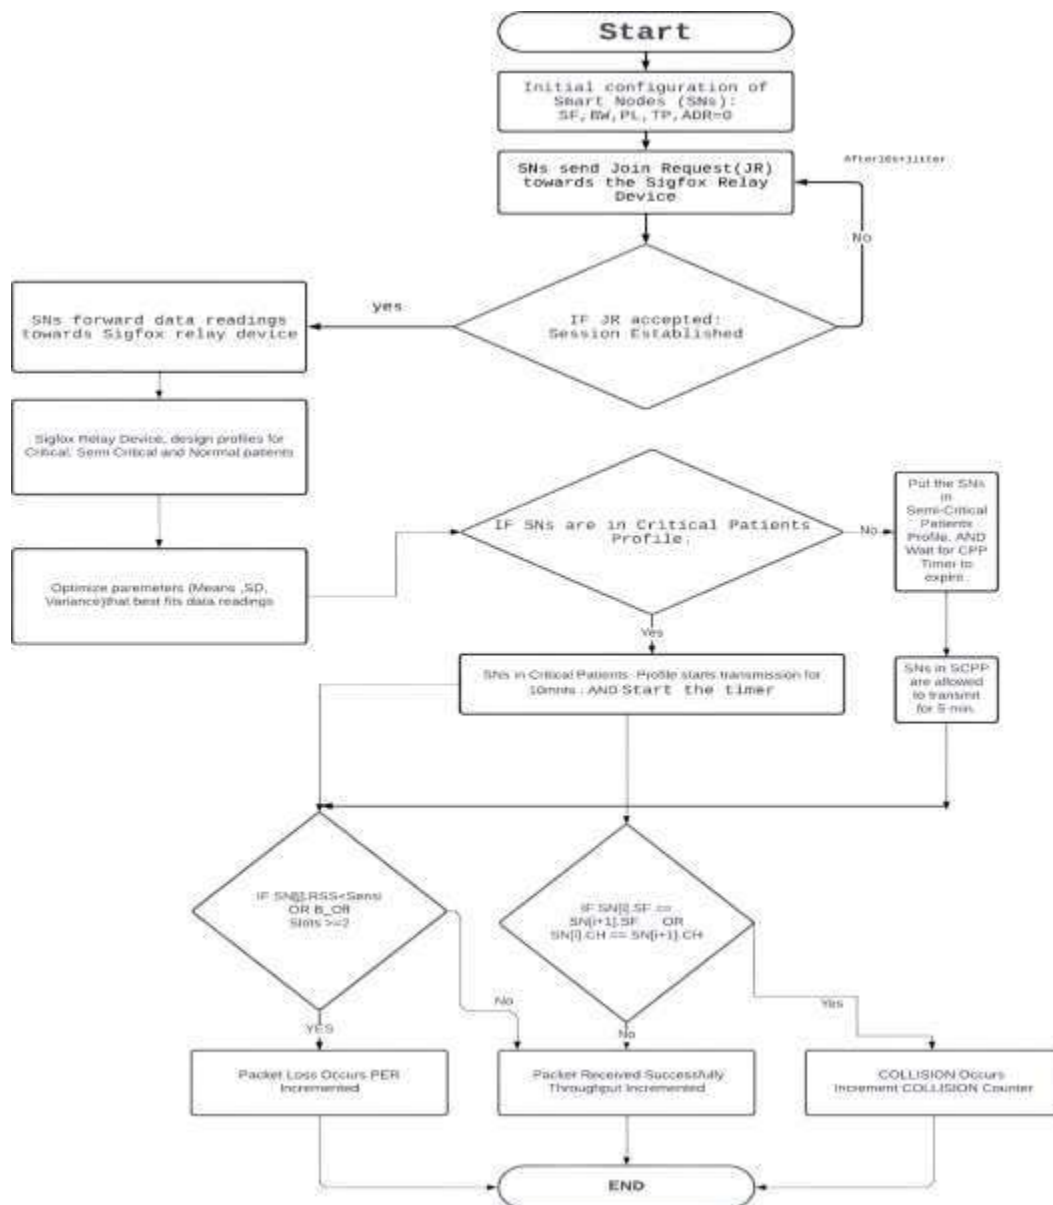 Start
Initial configuration of
Smart Nodes (SNs):
SF,BW,PL,TP,ADR=0
SNs send Join Request(JR)
towards the Sigfox Relay
Device
After10s+jitter
No
IF JR accepted:
Session Established
yes
SNs forward data readings
towards Sigfox relay device
Sigfox Relay Device, design profiles for
Critical, Semi Critical and Normal patients
Optimize paremeters (Means ,SD,
Variance)that best fits data readings
IF SNs are in Critical Patients
Profile.
No
Put the SNs
in
Semi-Critical
Patients
Profile. AND
Wait for CPP
Timer to
expire.
Yes
SNs in Critical Patients Profile starts transmission for
10mnts . AND Start the timer
SNs in SCPP
are allowed
to transmit
for 5 min.
IF SN[i].RSS<Sensi
OR B_Off
Slots >=2
IF SN[i].SF ==
SN[i+1].SF OR
SN[i].CH == SN[i+1].CH
No
Yes
YES
No
Packet Loss Occurs PER
Incremented
Packer Received Successfully
Throughput Incremented
COLLISION Occurs
Increment COLLISION Counter
END